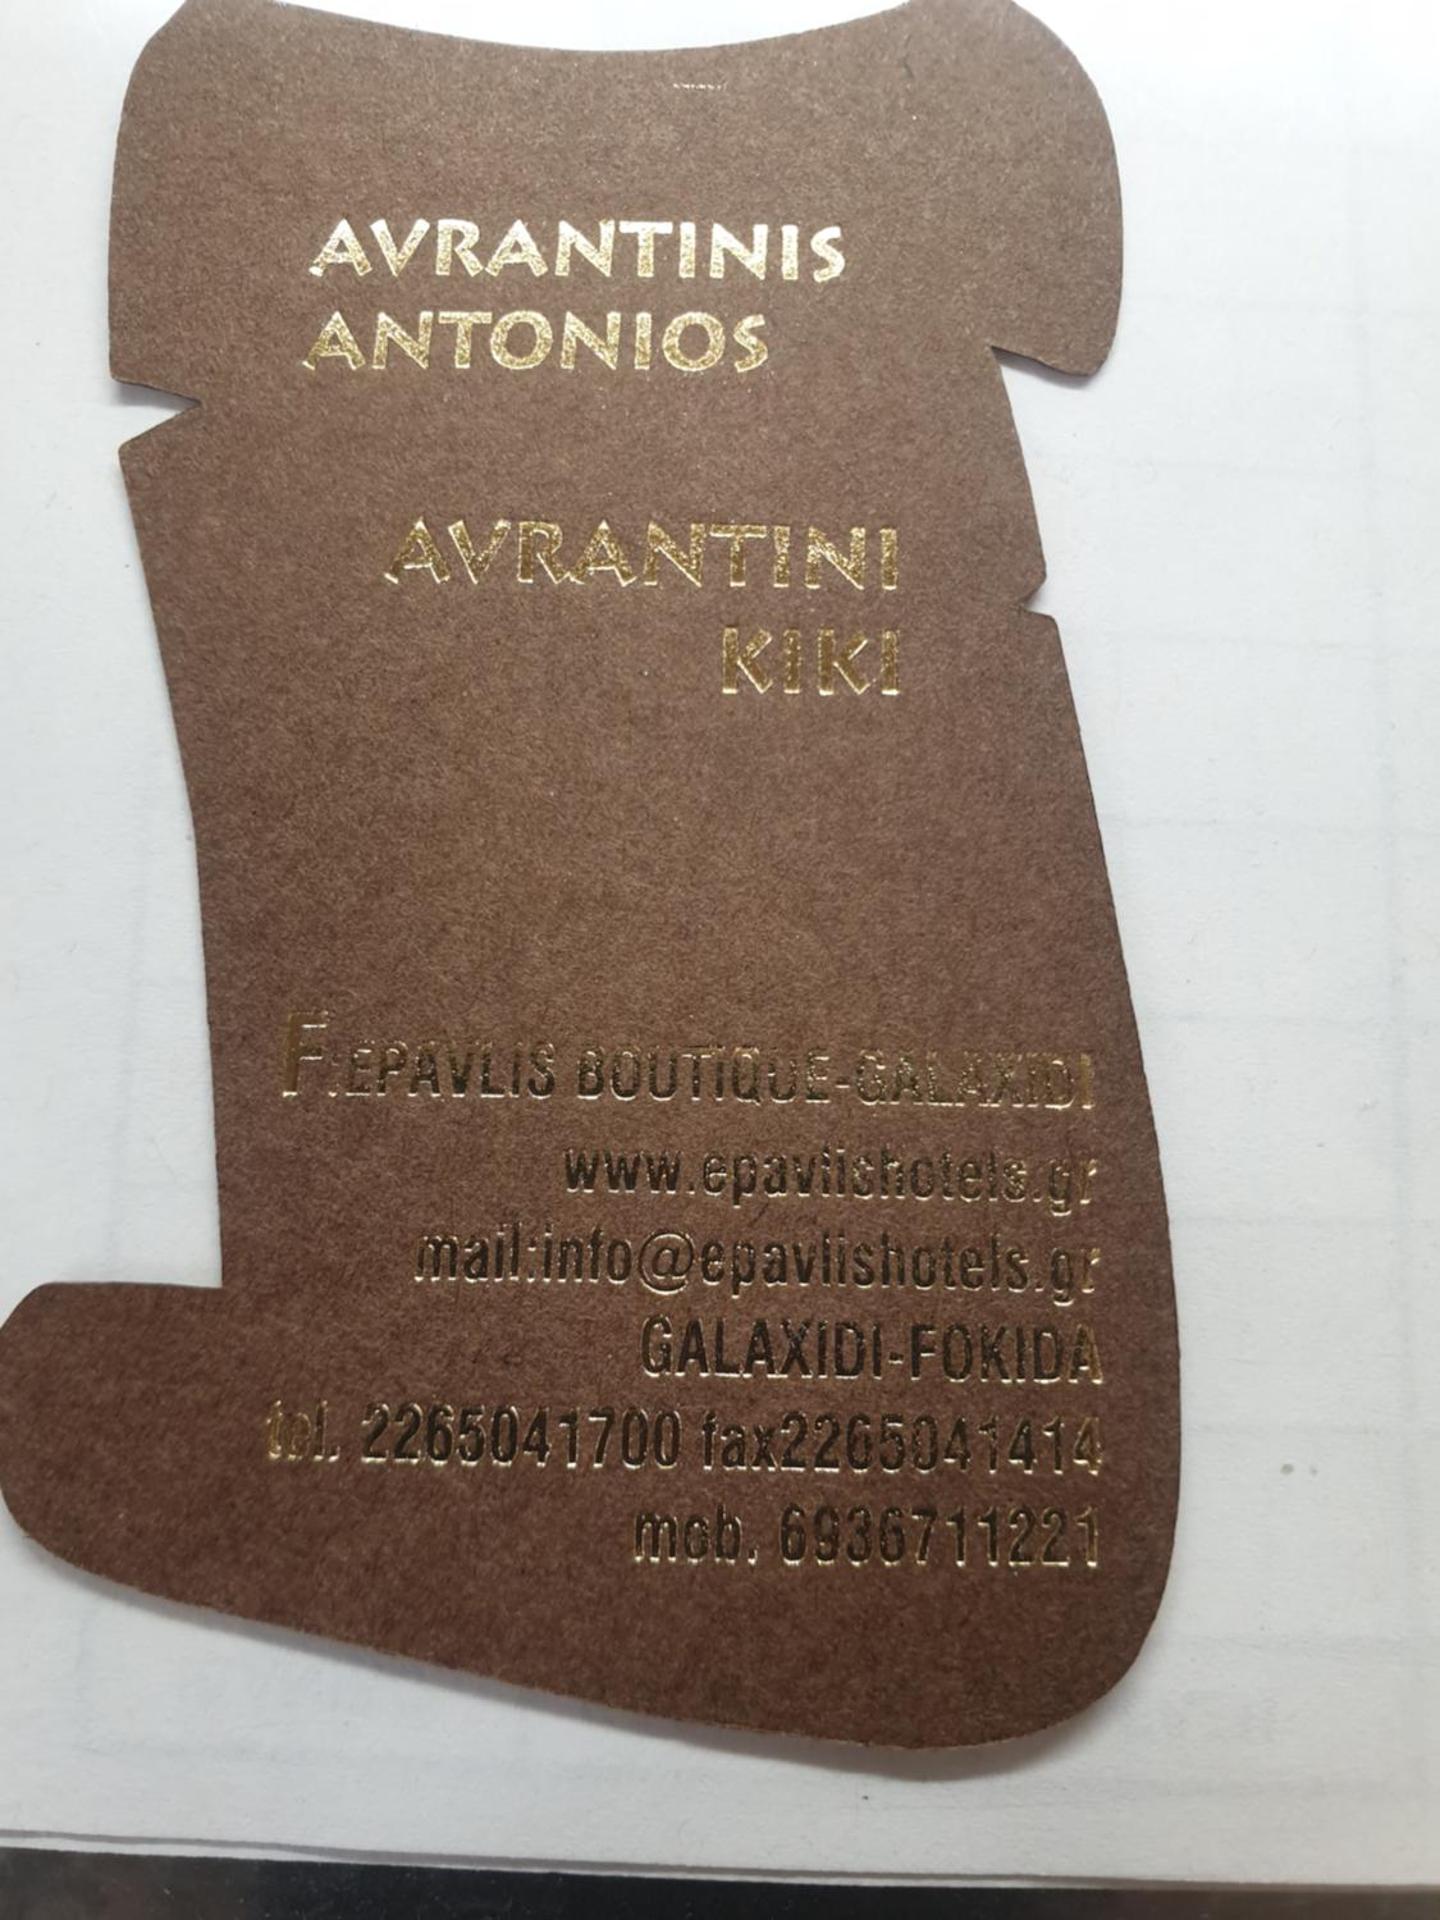 AVRANTINIS
ANTONIOS
AVRANTINI
KIKI
F:EPAVLIS BOUTIQUE-GALAXIDI
www.epavlishotels.gr
mail:info@epavlishotels.gr
GALAXIDI-FOKIDA
tel. 2265041700 fax2265041414
mob. 6936711221